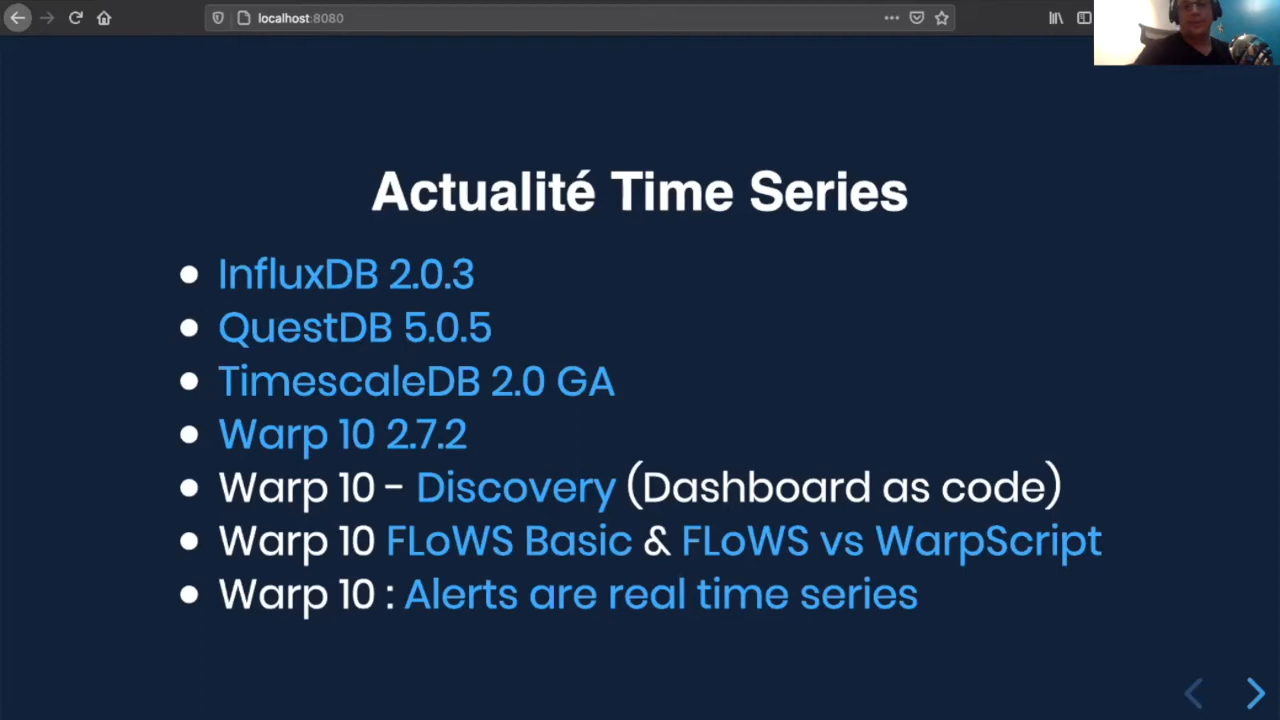 localhost:8080
Actualité Time Series
InfluxDB 2.0.3
QuestDB 5.0.5
TimescaleDB 2.0 GA
Warp 10 2.7.2
Warp 10 - Discovery (Dashboard as code)
Warp 10 FLoWS Basic & FLoWS vs WarpScript
Warp 10 : Alerts are real time series